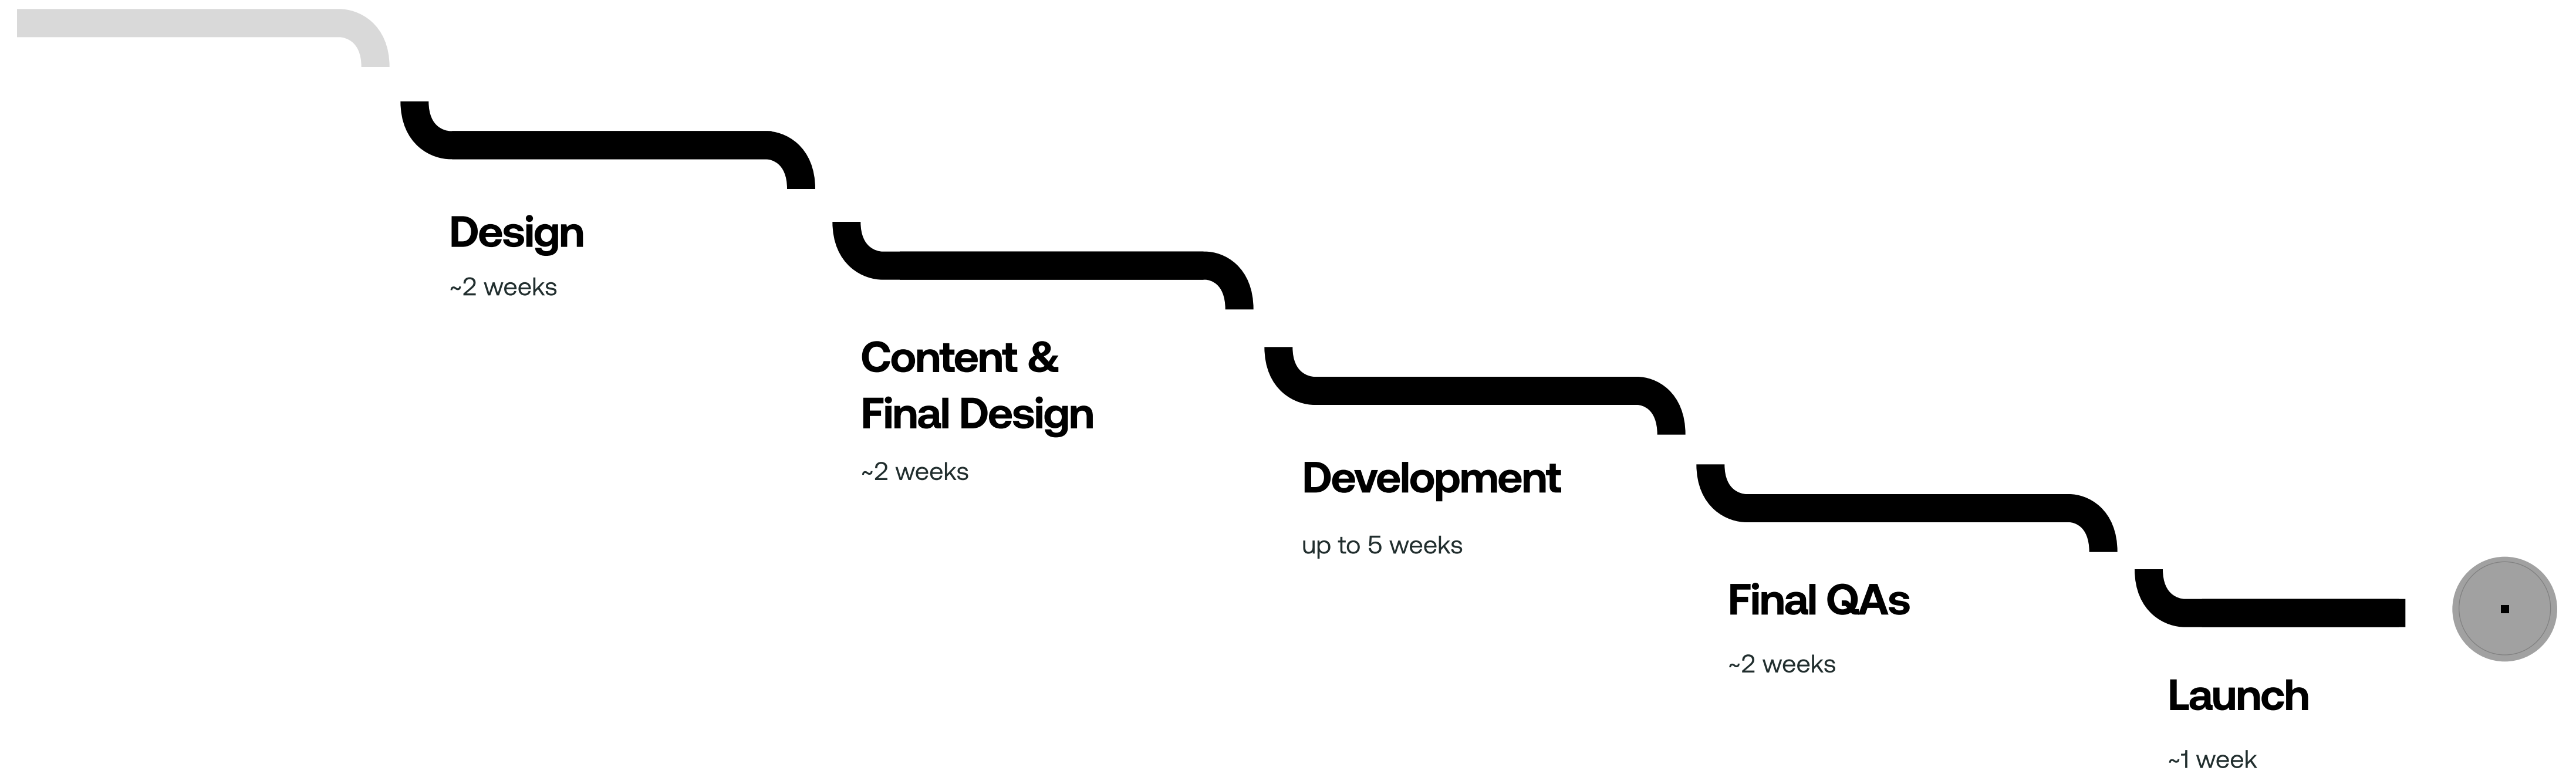 Design
~2 weeks
Content &
Final Design
~2 weeks
Development
up to 5 weeks
Final QAs
~2 weeks
Launch
~1 week